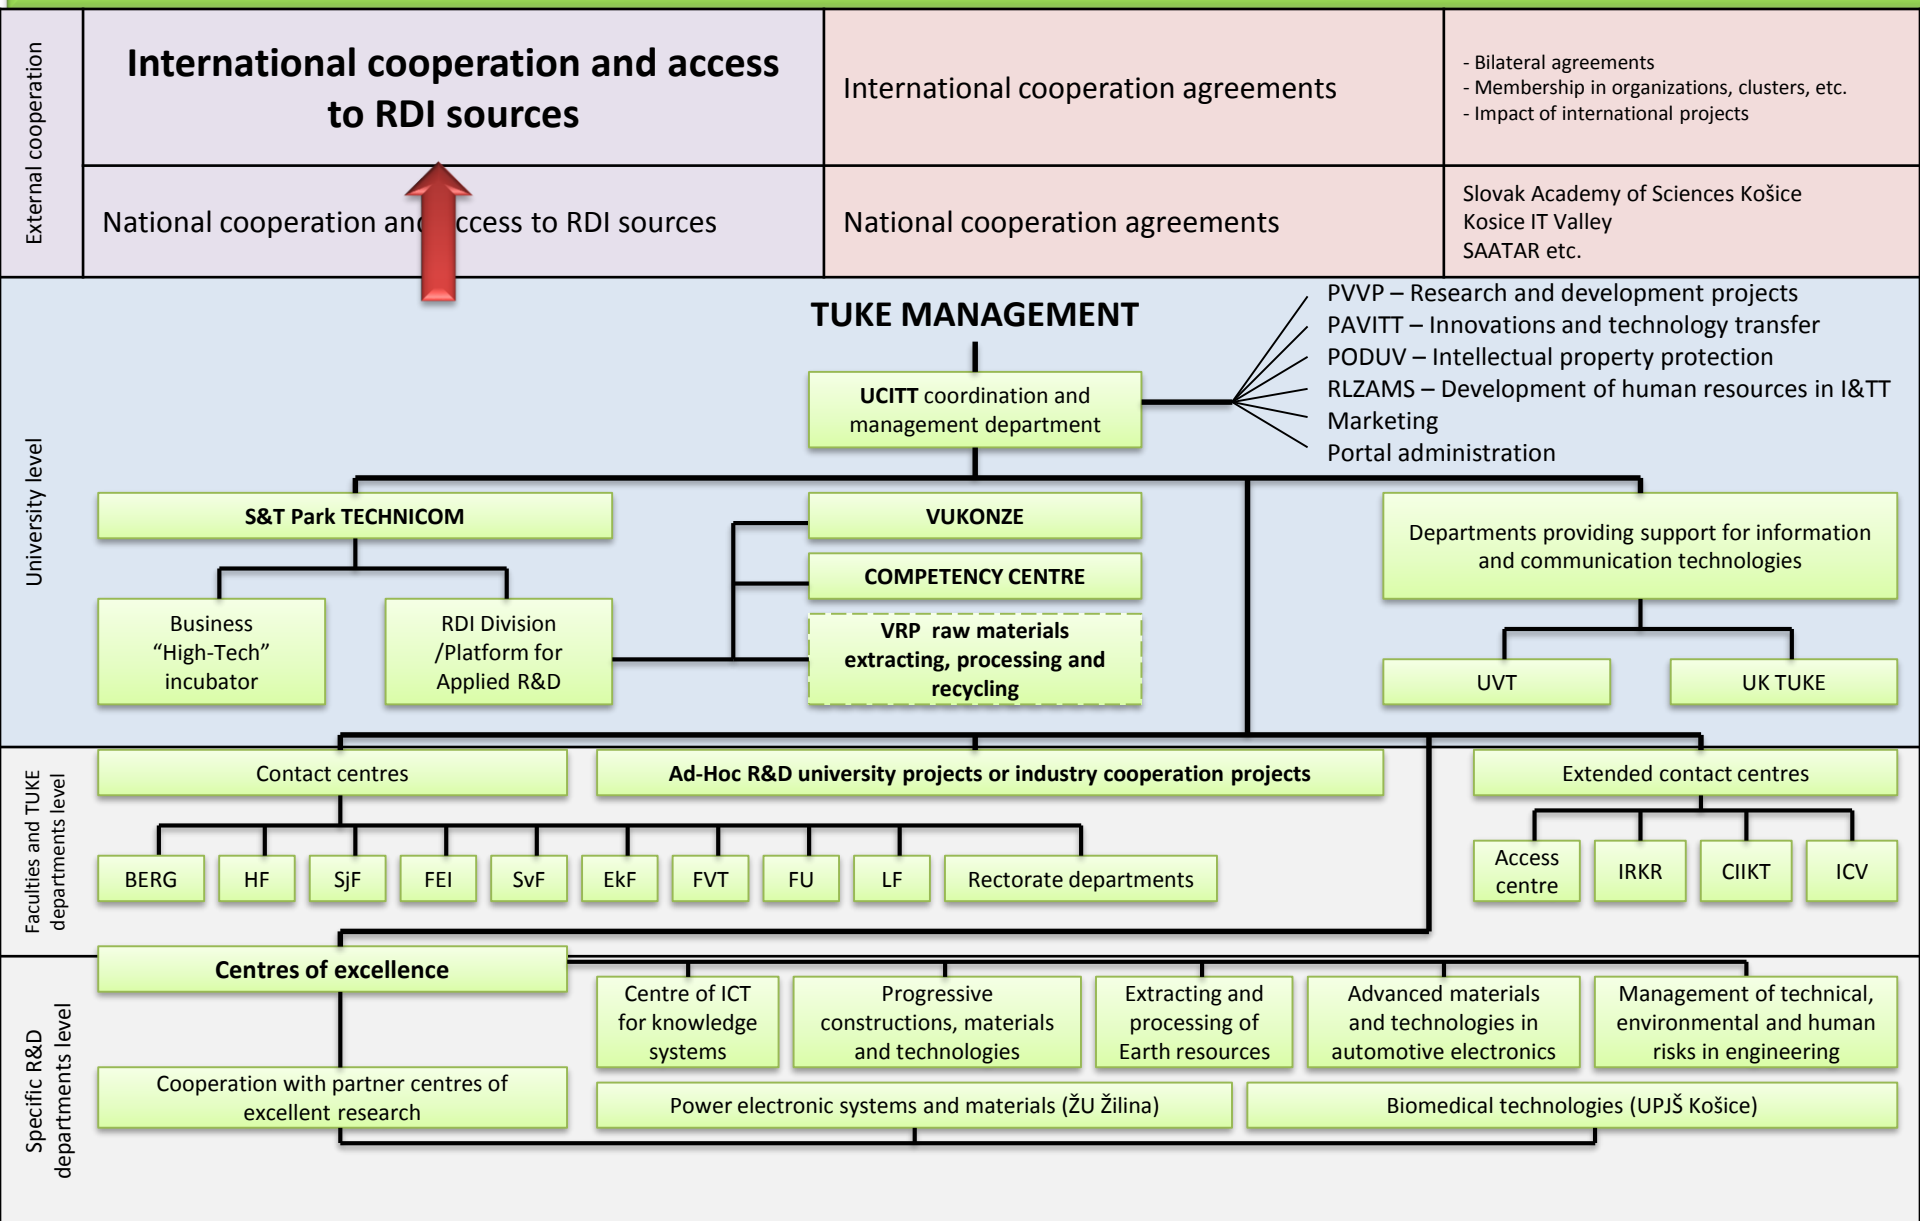 External cooperation
International cooperation and access
to RDI sources
International cooperation agreements
- Bilateral agreements
- Membership in organizations, clusters, etc.
- Impact of international projects
National cooperation and access to RDI sources
National cooperation agreements
Slovak Academy of Sciences Košice
Kosice IT Valley
SAATAR etc.
University level
TUKE MANAGEMENT
UCITT coordination and
management department
PVVP – Research and development projects
PAVITT – Innovations and technology transfer
PODUV – Intellectual property protection
RLZAMS – Development of human resources in I&TT
Marketing
Portal administration
S&T Park TECHNICOM
Business
“High-Tech”
incubator
RDI Division
/Platform for
Applied R&D
VUKONZE
COMPETENCY CENTRE
VRP raw materials
extracting, processing and
recycling
Departments providing support for information
and communication technologies
UVT
UK TUKE
Faculties and TUKE
departments level
Contact centres
Ad-Hoc R&D university projects or industry cooperation projects
Extended contact centres
BERG
HF
SjF
FEI
SvF
EkF
FVT
FU
LF
Rectorate departments
Access
centre
IRKR
CIIKT
ICV
Specific R&D
departments level
Centres of excellence
Centre of ICT
for knowledge
systems
Progressive
constructions, materials
and technologies
Extracting and
processing of
Earth resources
Advanced materials
and technologies in
automotive electronics
Management of technical,
environmental and human
risks in engineering
Cooperation with partner centres of
excellent research
Power electronic systems and materials (ŽU Žilina)
Biomedical technologies (UPJŠ Košice)